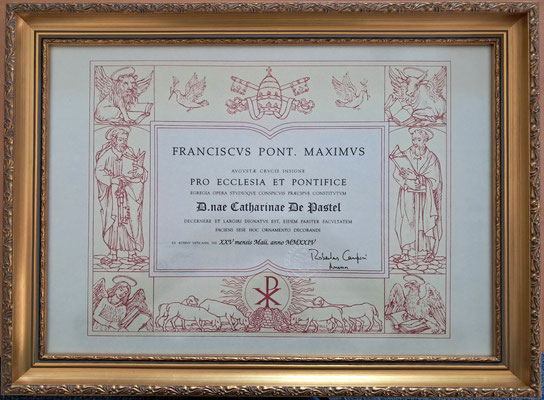 FRANCISCVS PONT. MAXIMVS
AVGVSTÆ CRVCIS INSIGNE
PRO ECCLESIA ET PONTIFICE
EGREGIA OPERA STVDIOQVE CONSPICVIS PRÆCIPVE CONSTITVTVM
D.nae Catharinae De Pastel
DECERNERE ET LARGIRI DIGNATVS EST, EIDEM PARITER FACVLTATEM
FACIENS SESE HOC ORNAMENTO DECORANDI
EX ÆDIBVS VATICANIS, DIE XXV mensis Maii, anno MMXXIV